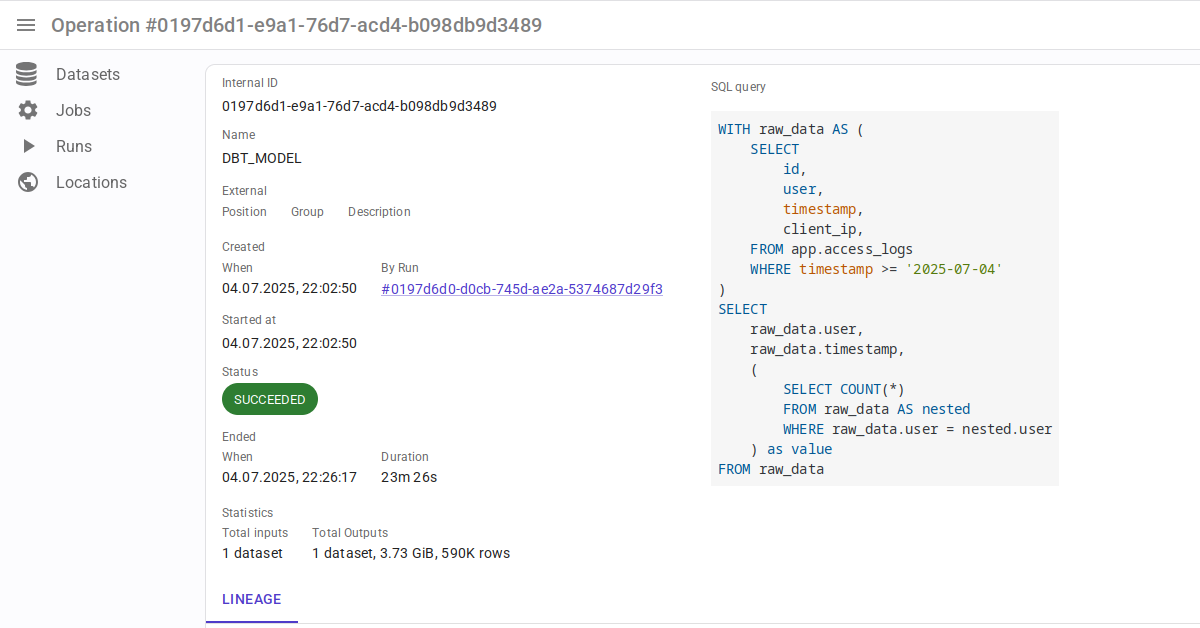 Operation #0197d6d1-e9a1-76d7-acd4-b098db9d3489
Datasets
Jobs
Runs
Locations
Internal ID
0197d6d1-e9a1-76d7-acd4-b098db9d3489
Name
DBT_MODEL
External
Position Group Description
Created
When By Run
04.07.2025, 22:02:50 #0197d6d0-d0cb-745d-ae2a-5374687d29f3
Started at
04.07.2025, 22:02:50
Status
SUCCEEDED
Ended
When Duration
04.07.2025, 22:26:17 23m 26s
Statistics
Total inputs Total Outputs
1 dataset 1 dataset, 3.73 GiB, 590K rows
LINEAGE
SQL query
WITH raw_data AS (
    SELECT
        id,
        user,
        timestamp,
        client_ip,
    FROM app.access_logs
    WHERE timestamp >= '2025-07-04'
)
SELECT
    raw_data.user,
    raw_data.timestamp,
    (
        SELECT COUNT(*)
        FROM raw_data AS nested
        WHERE raw_data.user = nested.user
    ) as value
FROM raw_data